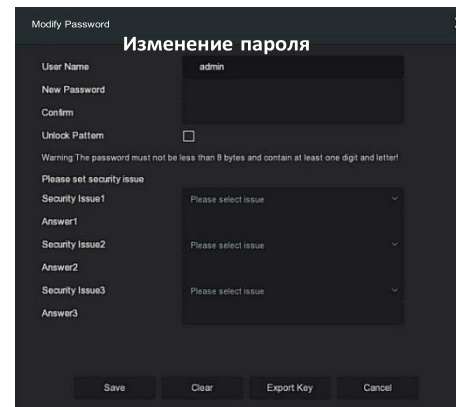 Modify Password
Изменение пароля
User Name admin
New Password
Confirm
Unlock Pattern
Warning:The password must not be less than 8 bytes and contain at least one digit and letter!
Please set security issue
Security Issue1 Please select issue
Answer1
Security Issue2 Please select issue
Answer2
Security Issue3 Please select issue
Answer3
Save Clear Export Key Cancel